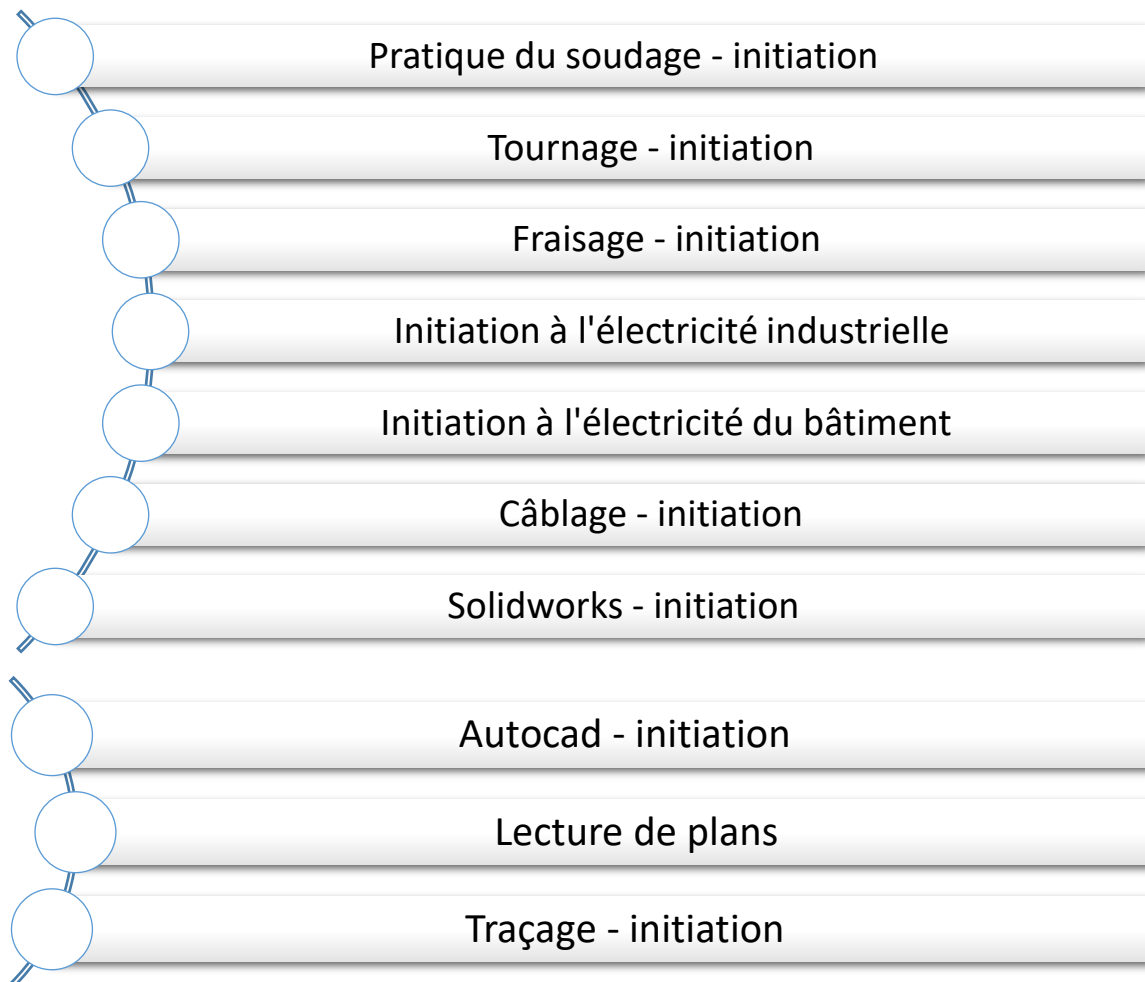 Pratique du soudage - initiation
Tournage - initiation
Fraisage - initiation
Initiation à l'électricité industrielle
Initiation à l'électricité du bâtiment
Câblage - initiation
Solidworks - initiation
Autocad - initiation
Lecture de plans
Traçage - initiation